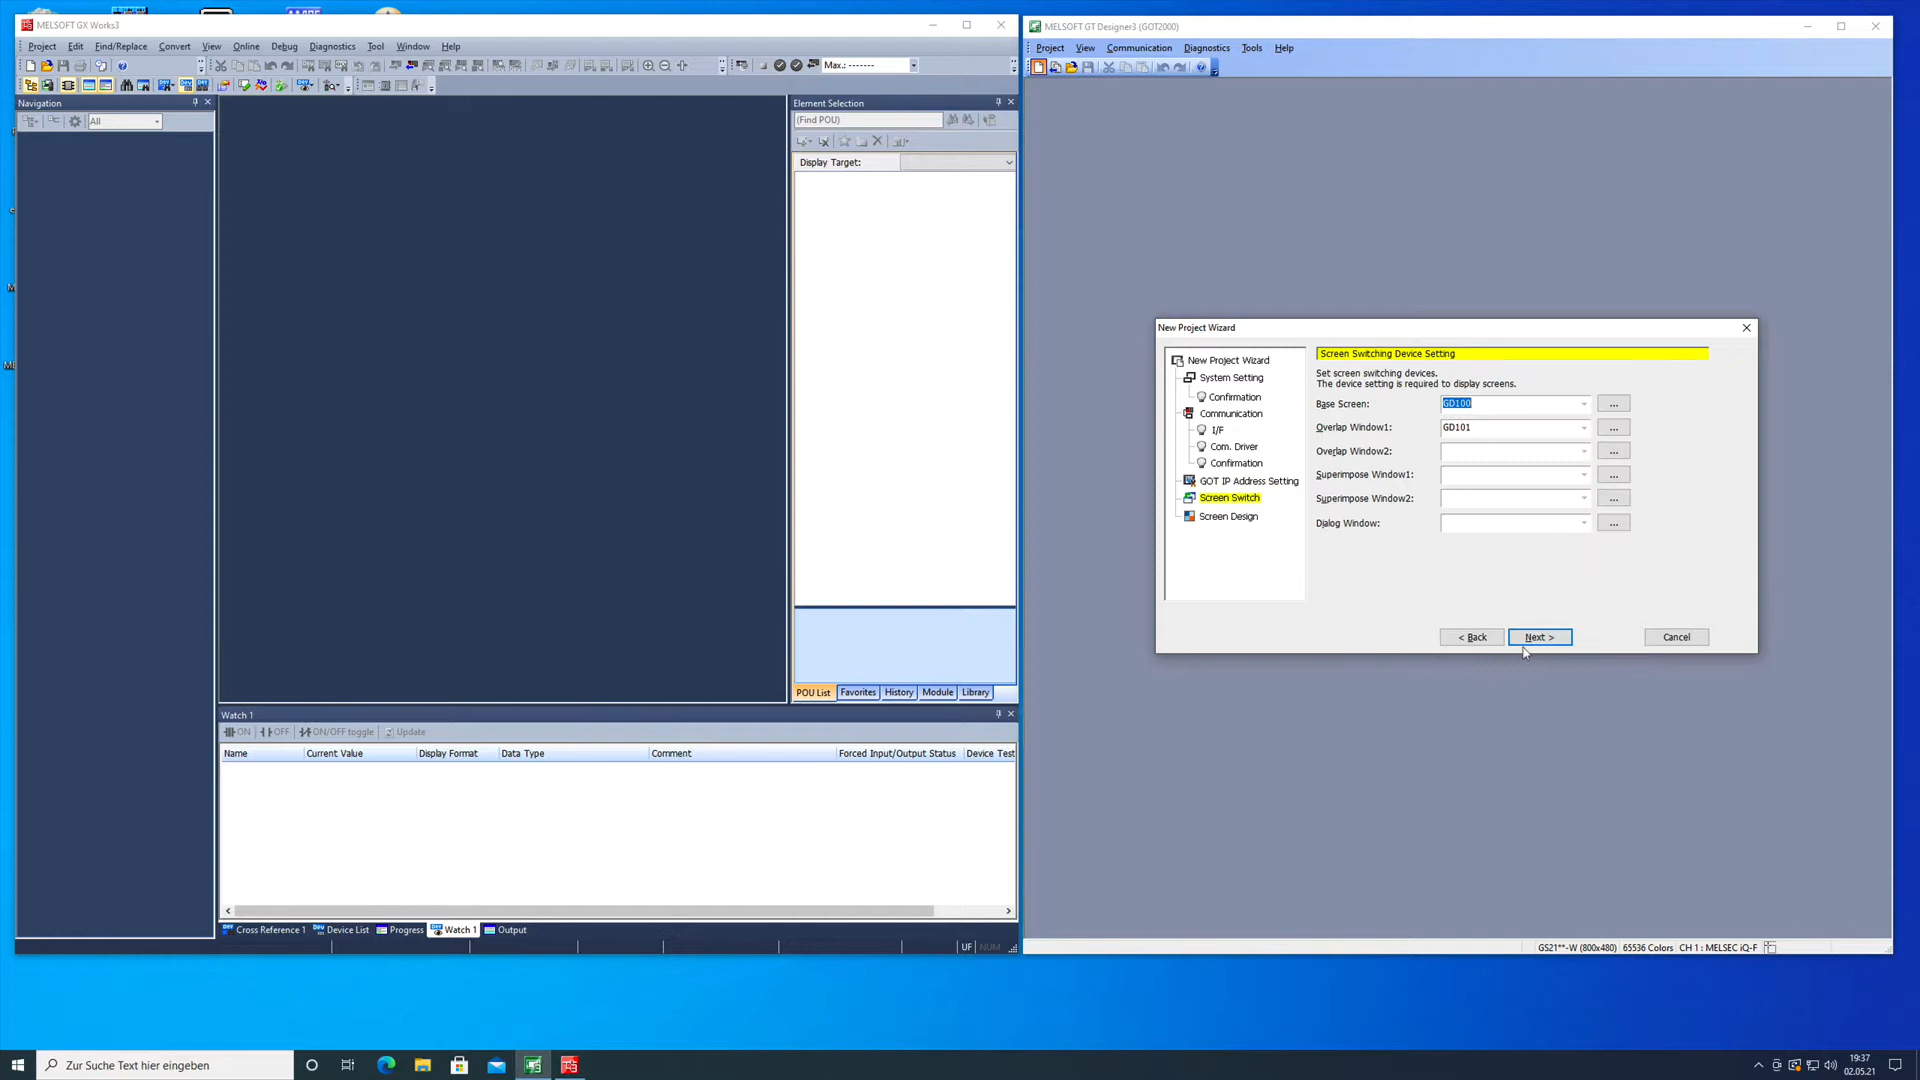 MELSOFT GX Works3
Project Edit Find/Replace Convert View Online Debug Diagnostics Tool Window Help
Max.: -------
Navigation
All
Element Selection
(Find POU)
Display Target:
POU List Favorites History Module Library
Watch 1
ON OFF ON/OFF toggle Update
Name Current Value Display Format Data Type Comment Forced Input/Output Status Device Test
Cross Reference 1 Device List Progress Watch 1 Output
UF NUM
MELSOFT GT Designer3 (GOT2000)
Project View Communication Diagnostics Tools Help
New Project Wizard
New Project Wizard
System Setting
Confirmation
Communication
I/F
Com. Driver
Confirmation
GOT IP Address Setting
Screen Switch
Screen Design
Screen Switching Device Setting
Set screen switching devices.
The device setting is required to display screens.
Base Screen: GD100 ...
Overlap Window1: GD101 ...
Overlap Window2: ...
Superimpose Window1: ...
Superimpose Window2: ...
Dialog Window: ...
< Back Next > Cancel
GS21**-W (800x480) 65536 Colors CH 1 : MELSEC iQ-F
Zur Suche Text hier eingeben
19:37
02.05.21